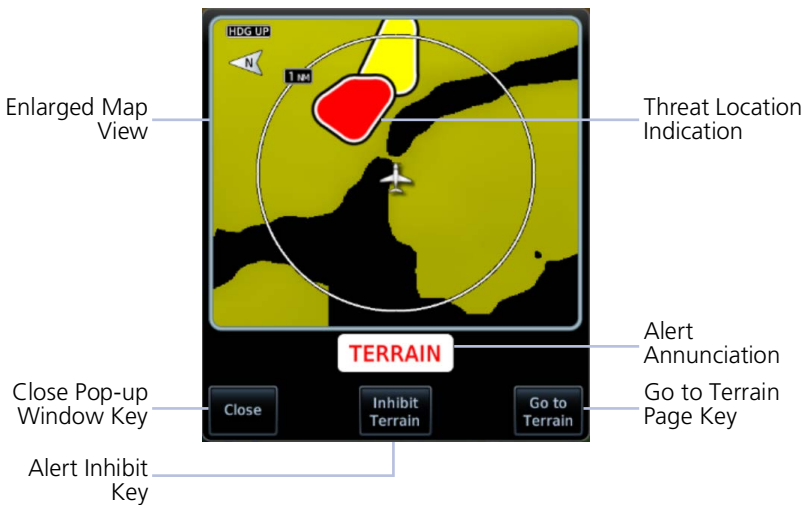 HDG UP
N
1 NM
Enlarged Map
View
Threat Location
Indication
TERRAIN
Alert
Annunciation
Close Pop-up
Window Key
Close
Inhibit
Terrain
Go to
Terrain
Go to Terrain
Page Key
Alert Inhibit
Key